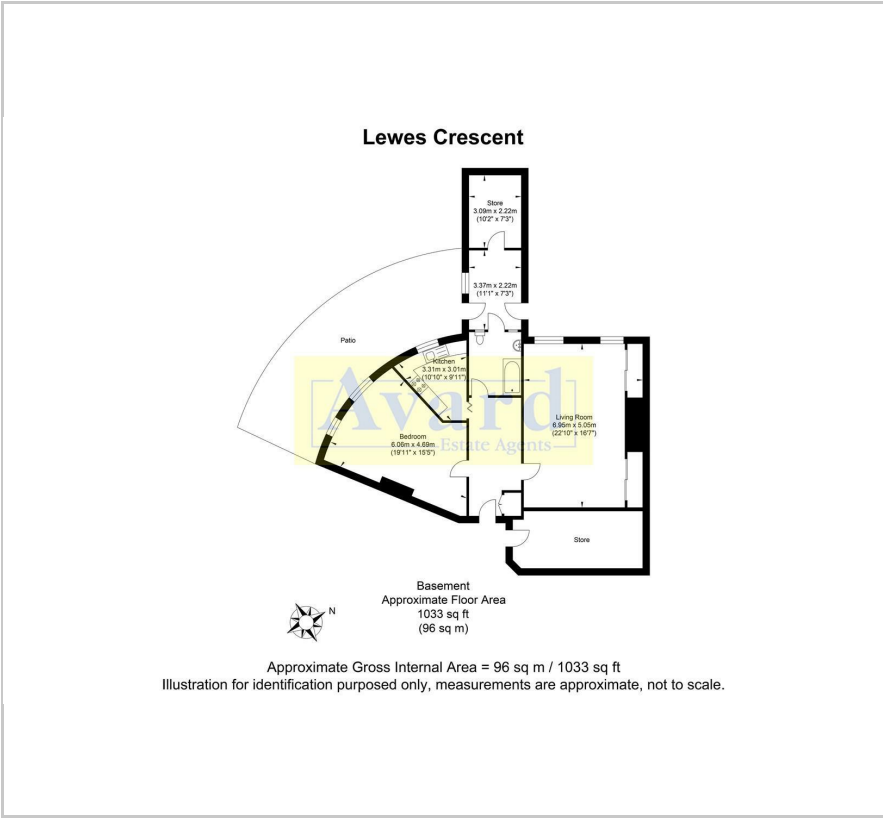 Lewes Crescent
Store
3.09m x 2.22m
(10'2" x 7'3")
3.37m x 2.22m
(11'1" x 7'3")
Patio
Kitchen
3.31m x 3.01m
(10'10" x 9'11")
Avard
Estate Agents
Living Room
6.95m x 5.05m
(22'10" x 16'7")
Bedroom
6.06m x 4.69m
(19'11" x 15'5")
Store
Basement
Approximate Floor Area
1033 sq ft
(96 sq m)
N
Approximate Gross Internal Area = 96 sq m / 1033 sq ft
Illustration for identification purposed only, measurements are approximate, not to scale.